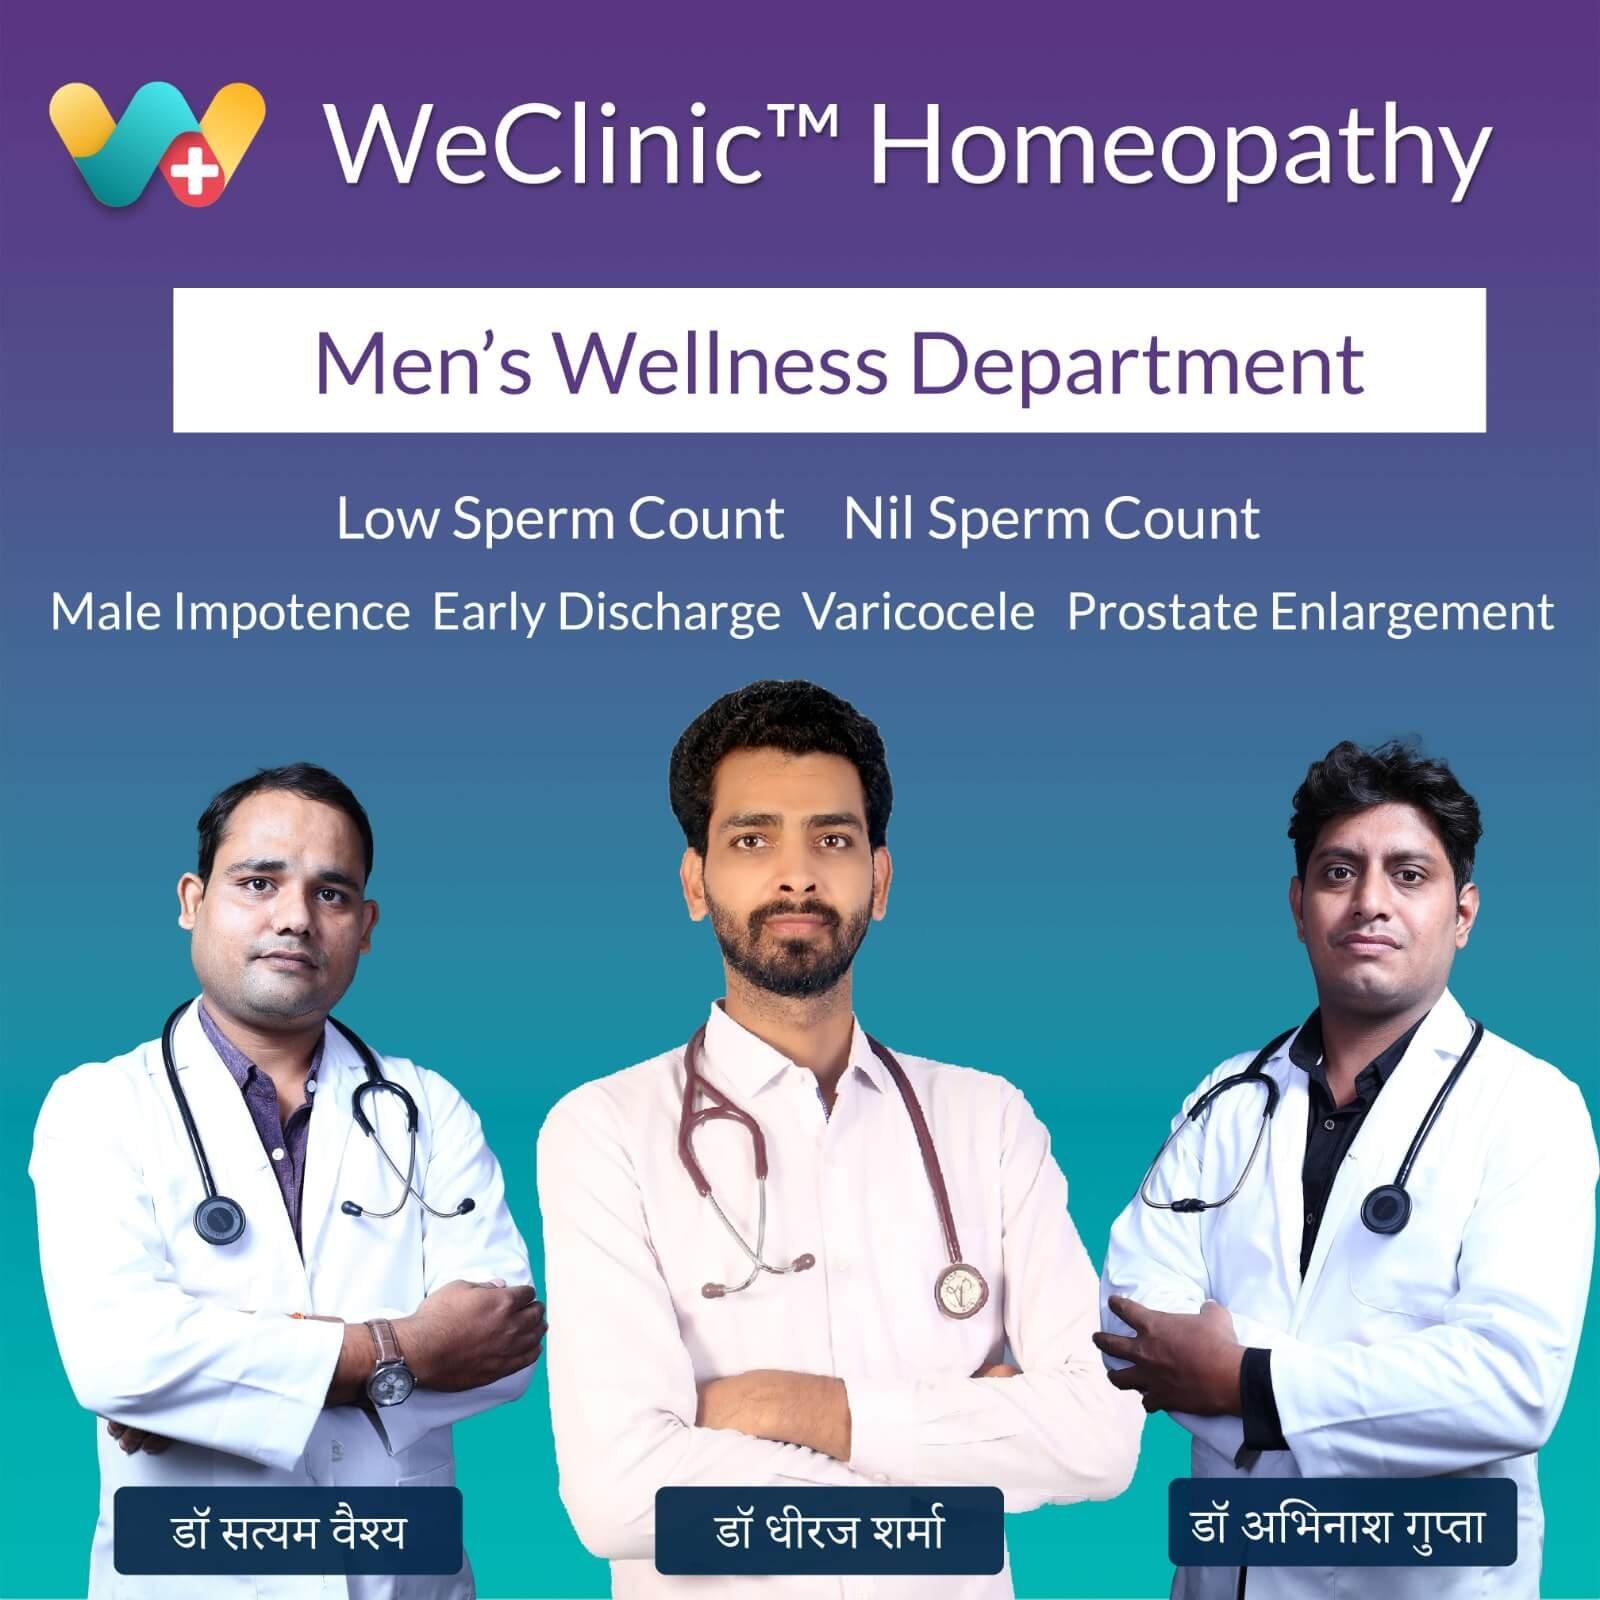 WeClinic™ Homeopathy
Men's Wellness Department
Low Sperm Count Nil Sperm Count
Male Impotence Early Discharge Varicocele Prostate Enlargement
डॉ सत्यम वैश्य
डॉ धीरज शर्मा
डॉ अभिनाश गुप्ता